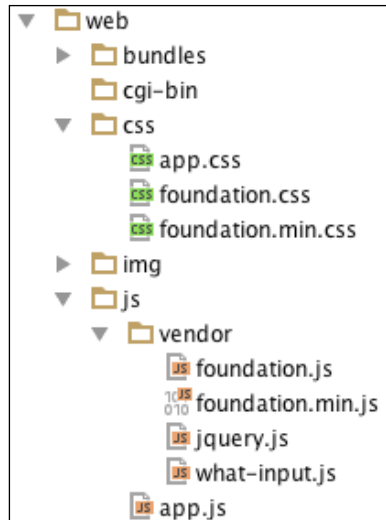 web
bundles
cgi-bin
css
app.css
foundation.css
foundation.min.css
img
js
vendor
foundation.js
foundation.min.js
jquery.js
what-input.js
app.js